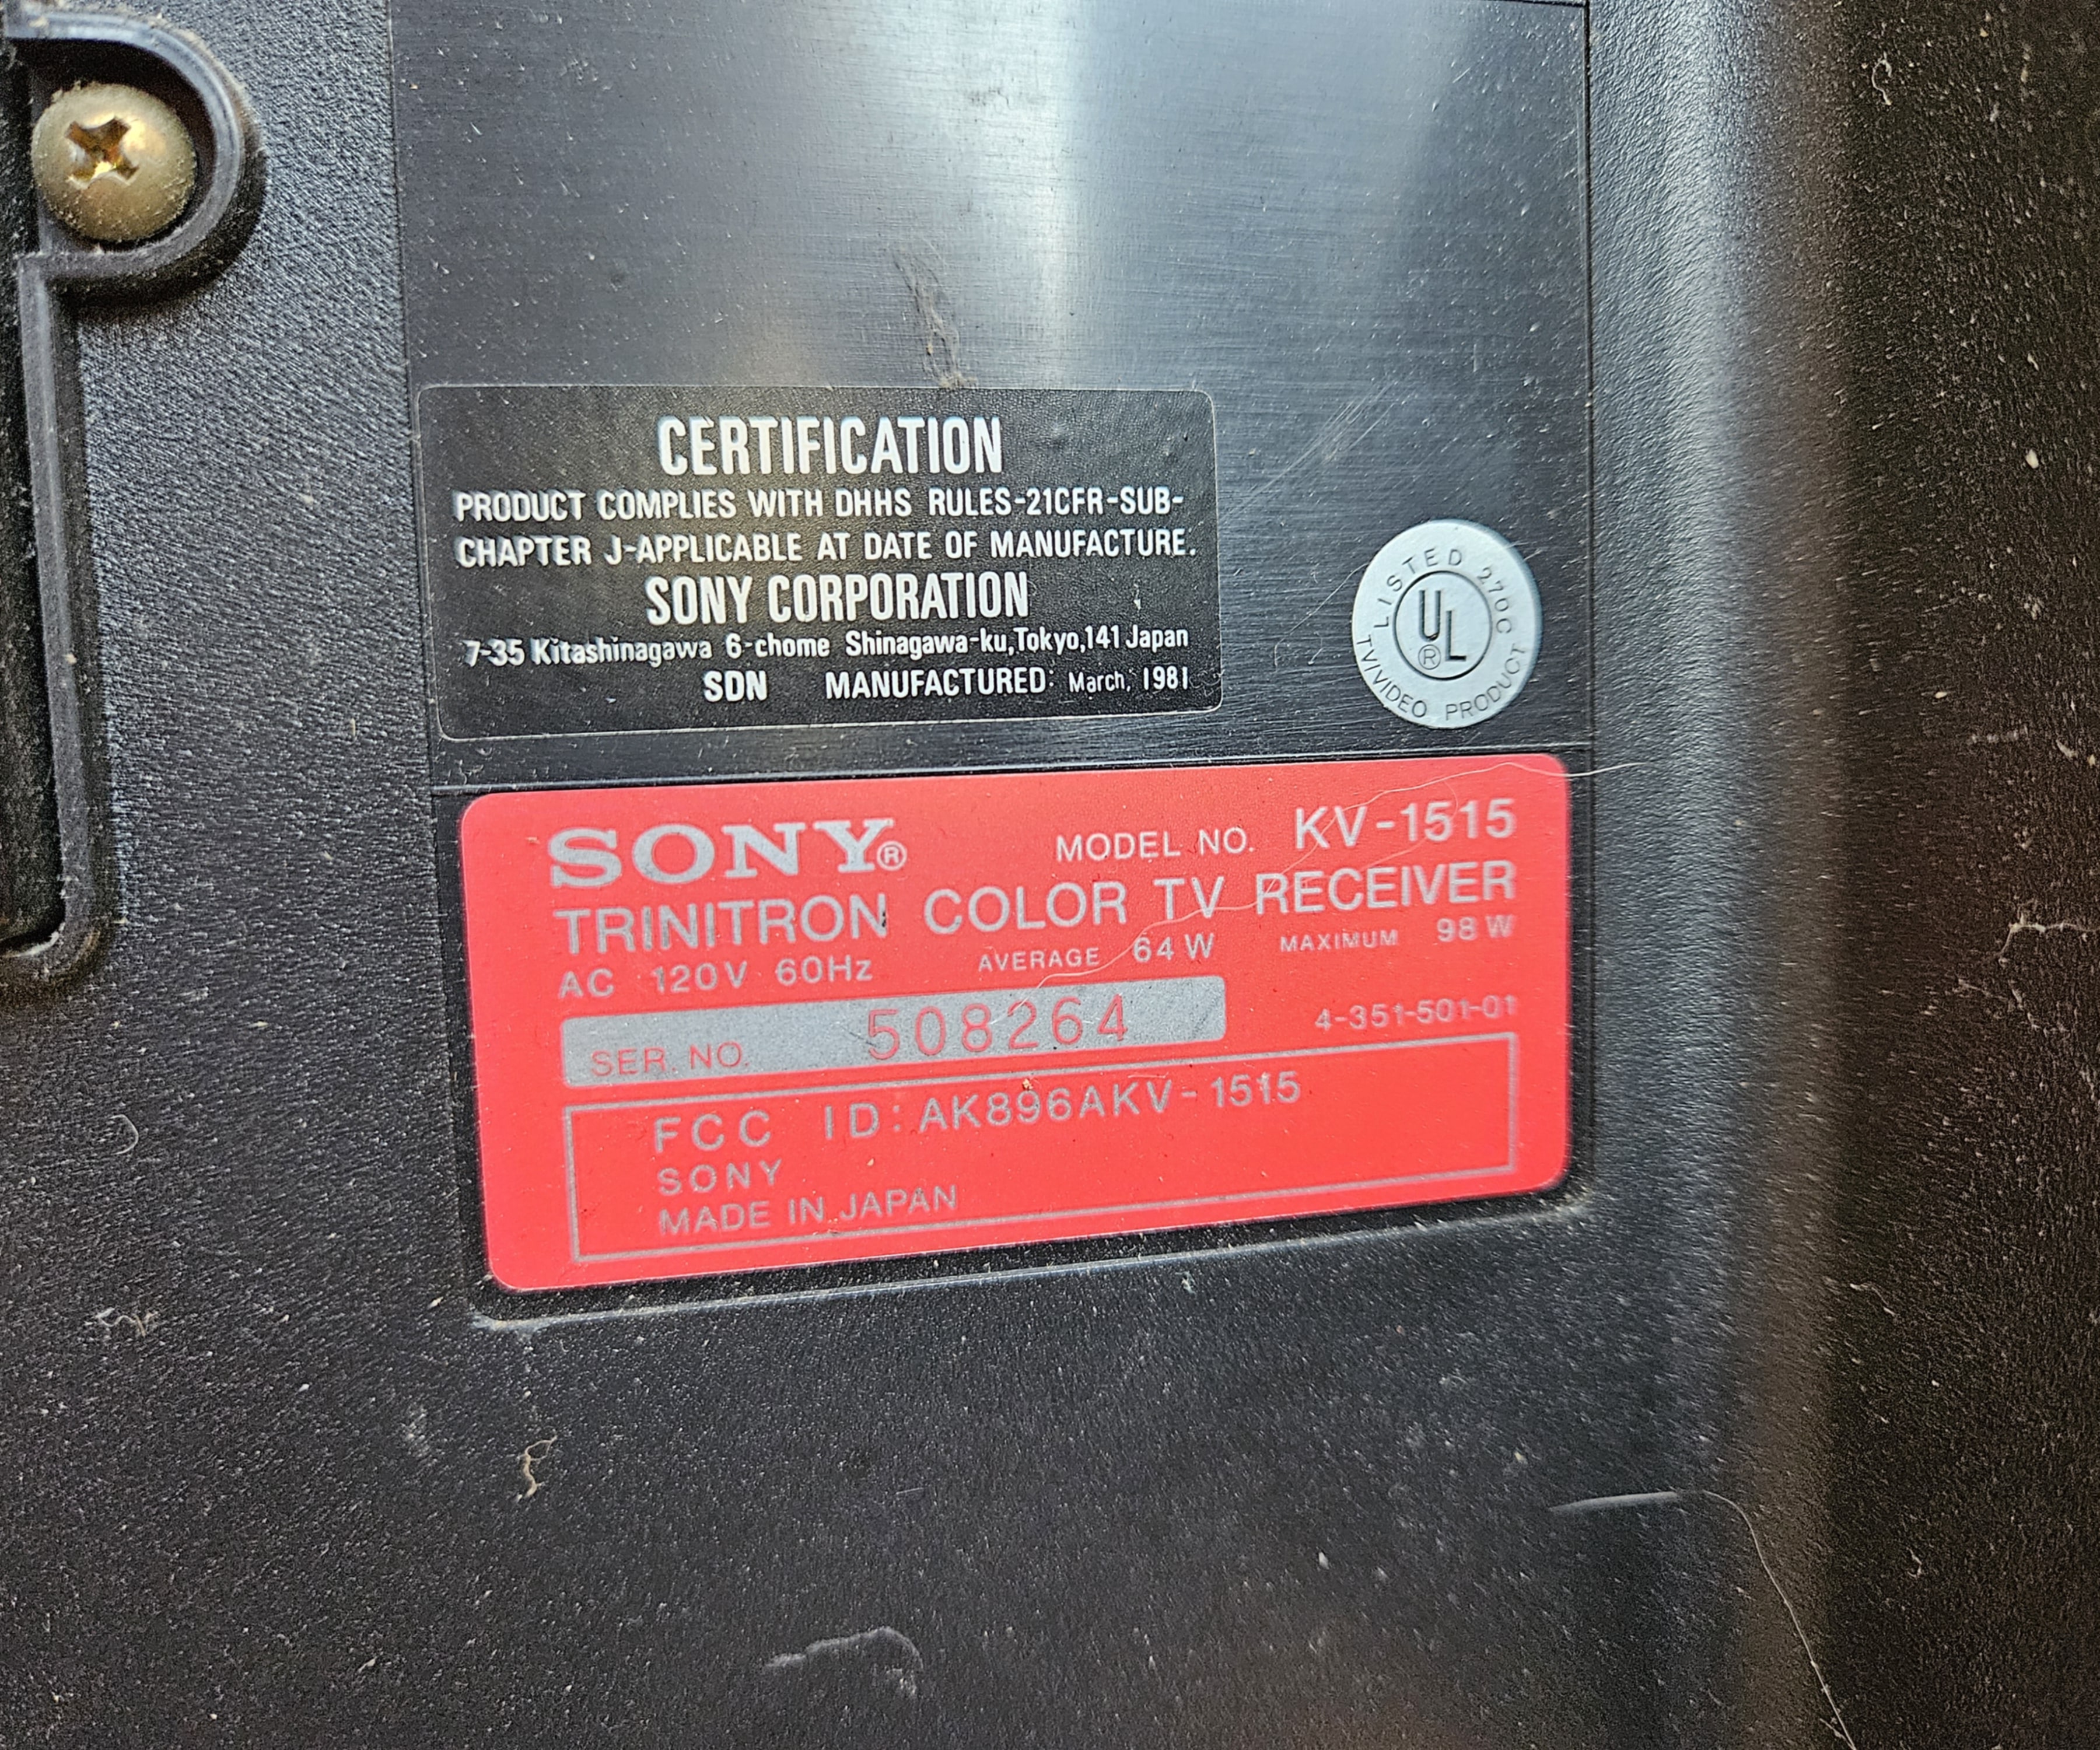 CERTIFICATION
PRODUCT COMPLIES WITH DHHS RULES-21CFR-SUB-
CHAPTER J-APPLICABLE AT DATE OF MANUFACTURE.
SONY CORPORATION
7-35 Kitashinagawa 6-chome Shinagawa-ku,Tokyo,141 Japan
SDN MANUFACTURED: March, 1981
LISTED 270C
UL®
TV/VIDEO PRODUCT
SONY® MODEL NO. KV-1515
TRINITRON COLOR TV RECEIVER
AC 120V 60Hz AVERAGE 64 W MAXIMUM 98 W
SER. NO. 508264 4-351-501-01
FCC ID: AK896AKV-1515
SONY
MADE IN JAPAN